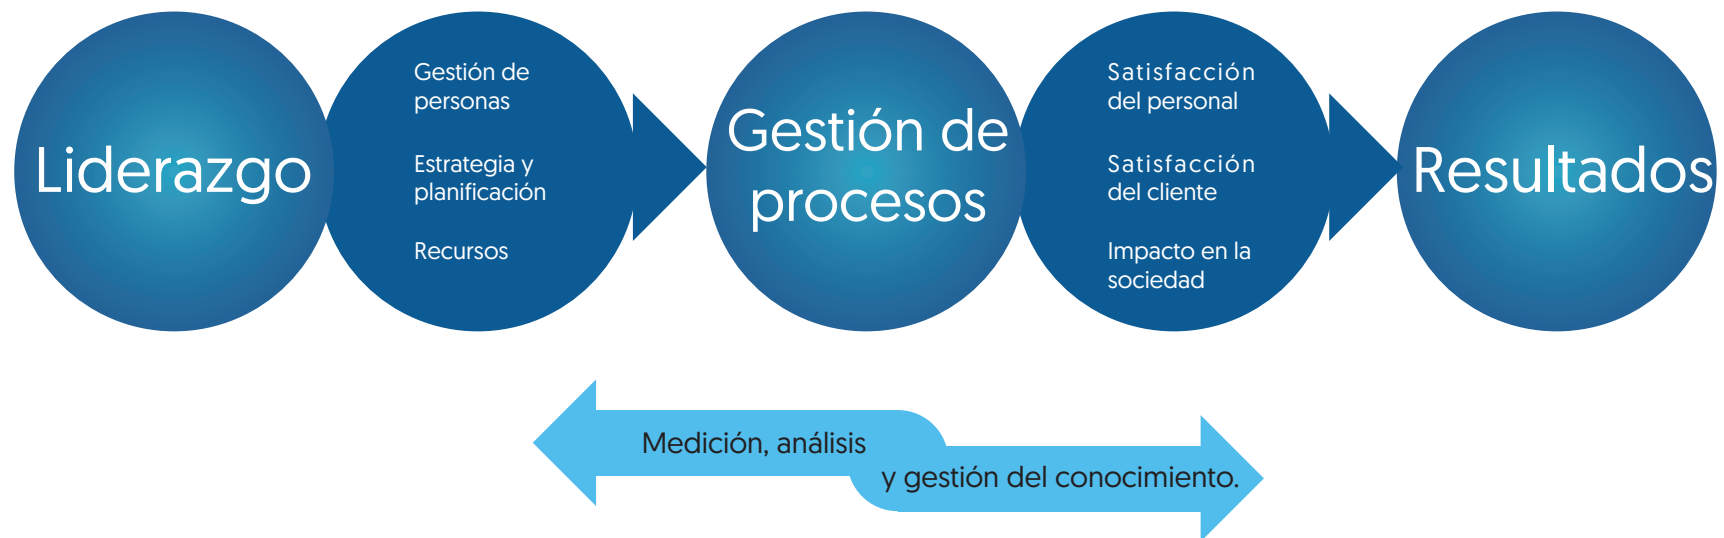 Liderazgo
Gestión de
personas
Estrategia y
planificación
Recursos
Gestión de
procesos
Satisfacción
del personal
Satisfacción
del cliente
Impacto en la
sociedad
Resultados
Medición, análisis
y gestión del conocimiento.